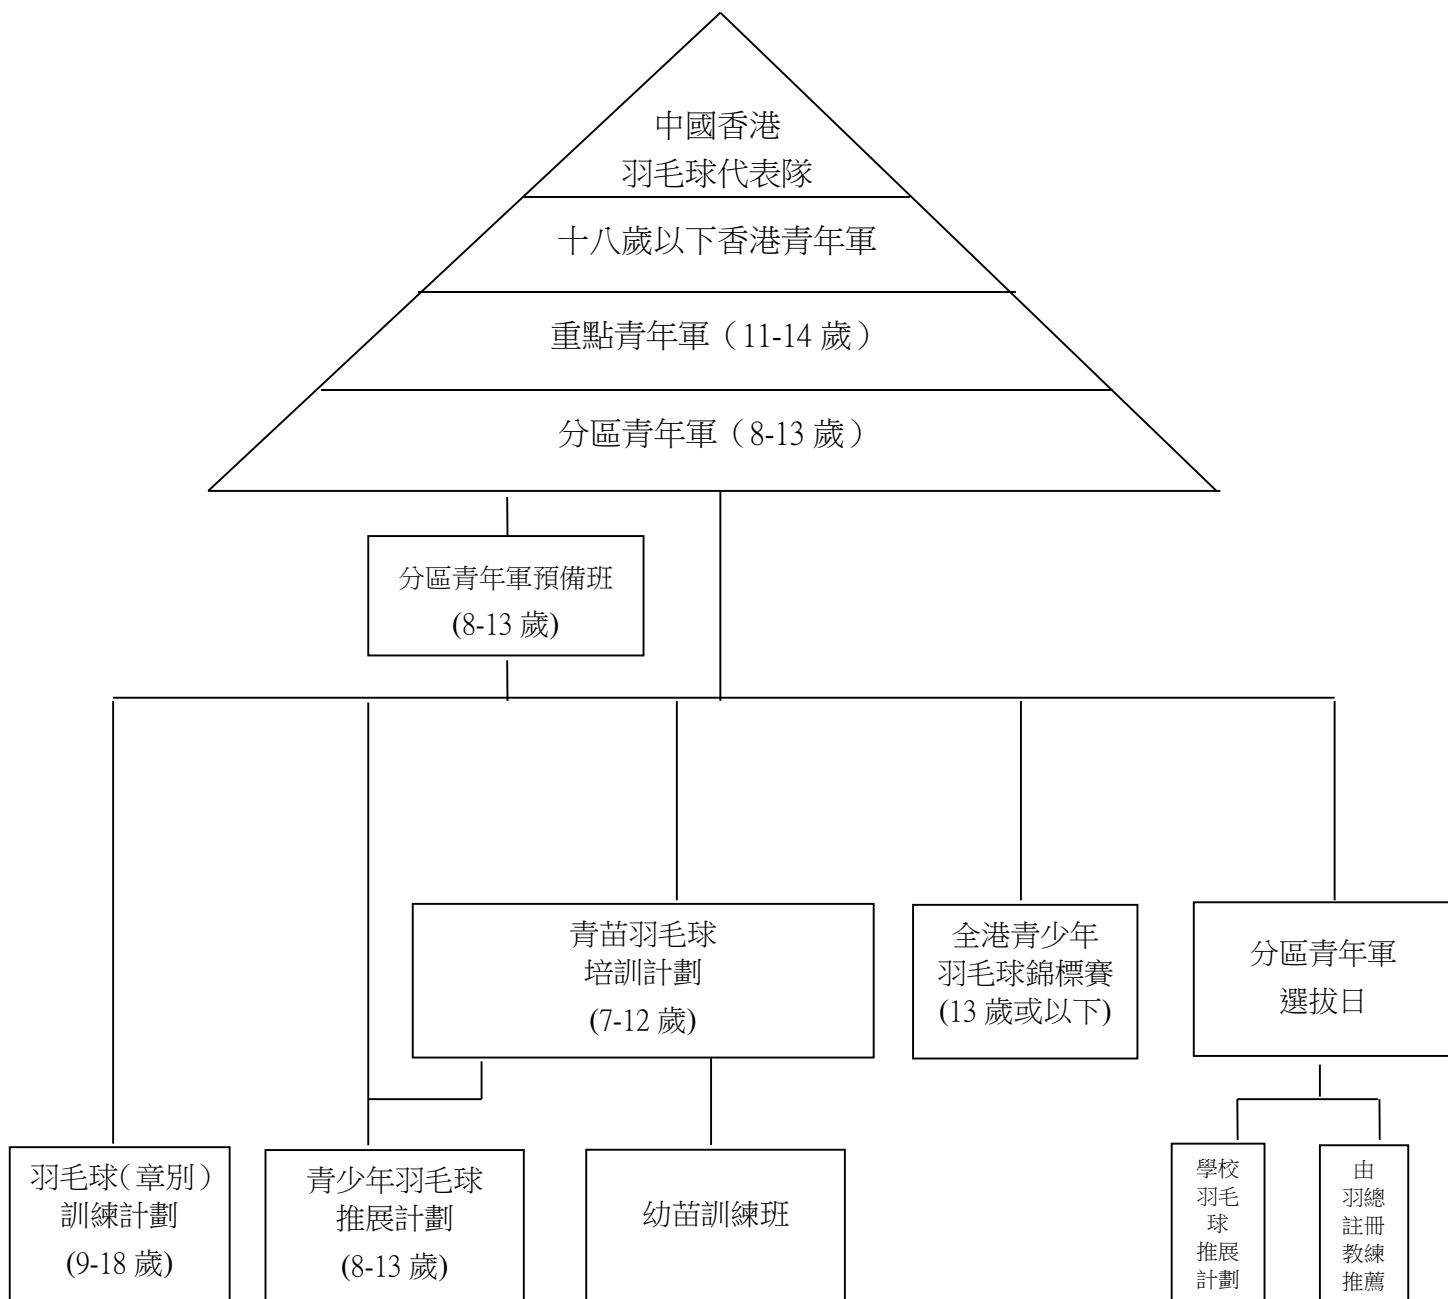 中國香港
羽毛球代表隊
十八歲以下香港青年軍
重點青年軍（11-14 歲）
分區青年軍（8-13 歲）
分區青年軍預備班
(8-13 歲)
青苗羽毛球
培訓計劃
(7-12 歲)
全港青少年
羽毛球錦標賽
(13 歲或以下)
分區青年軍
選拔日
羽毛球（章別）
訓練計劃
(9-18 歲)
青少年羽毛球
推展計劃
(8-13 歲)
幼苗訓練班
學校
羽毛
球
推展
計劃
由
羽總
註冊
教練
推薦